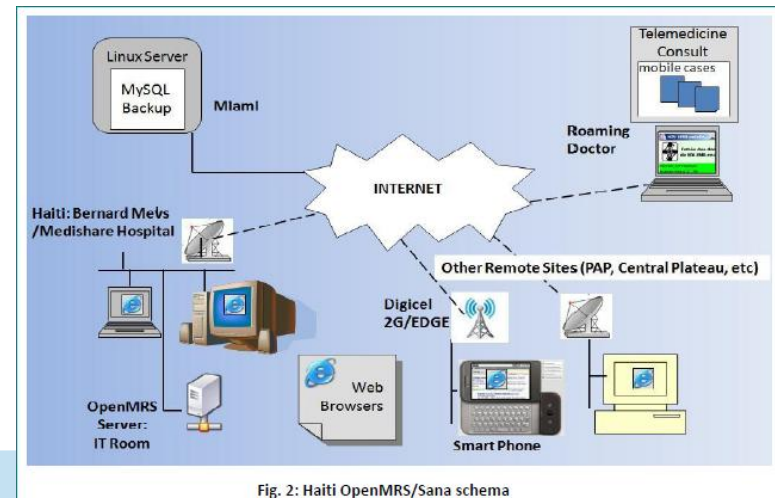 Linux Server
MySQL
Backup
Miami
Telemedicine
Consult
mobile cases
Roaming
Doctor
INTERNET
Haiti: Bernard Mevs
/Medishare Hospital
Other Remote Sites (PAP, Central Plateau, etc)
Digicel
2G/EDGE
OpenMRS
Server:
IT Room
Web
Browsers
Smart Phone
Fig. 2: Haiti OpenMRS/Sana schema